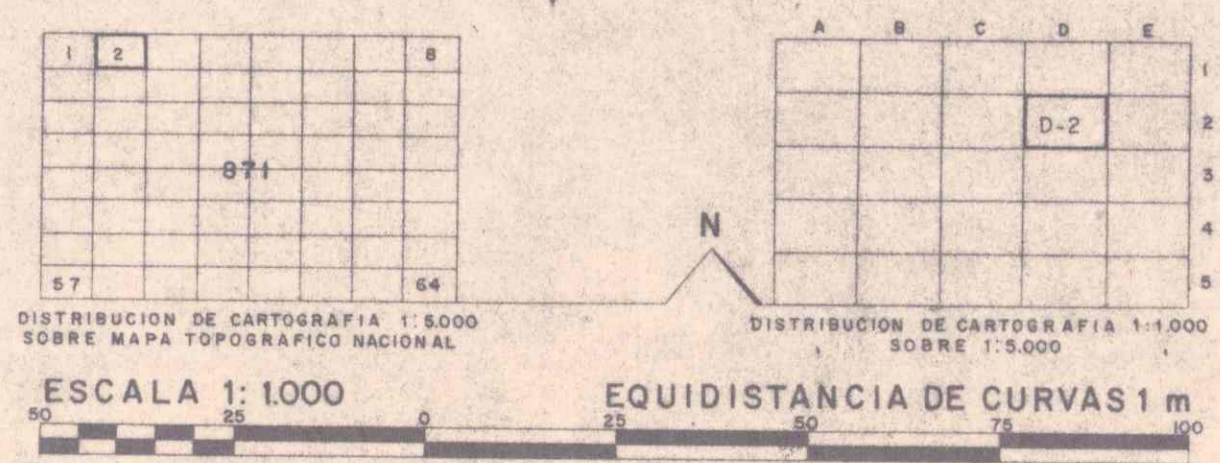 1 2 8
871
57 64
DISTRIBUCION DE CARTOGRAFIA 1:5.000
SOBRE MAPA TOPOGRAFICO NACIONAL
N
A B C D E
1
D-2 2
3
4
5
DISTRIBUCION DE CARTOGRAFIA 1:1.000
SOBRE 1:5.000
ESCALA 1: 1.000
EQUIDISTANCIA DE CURVAS 1 m
50 25 0 25 50 75 100